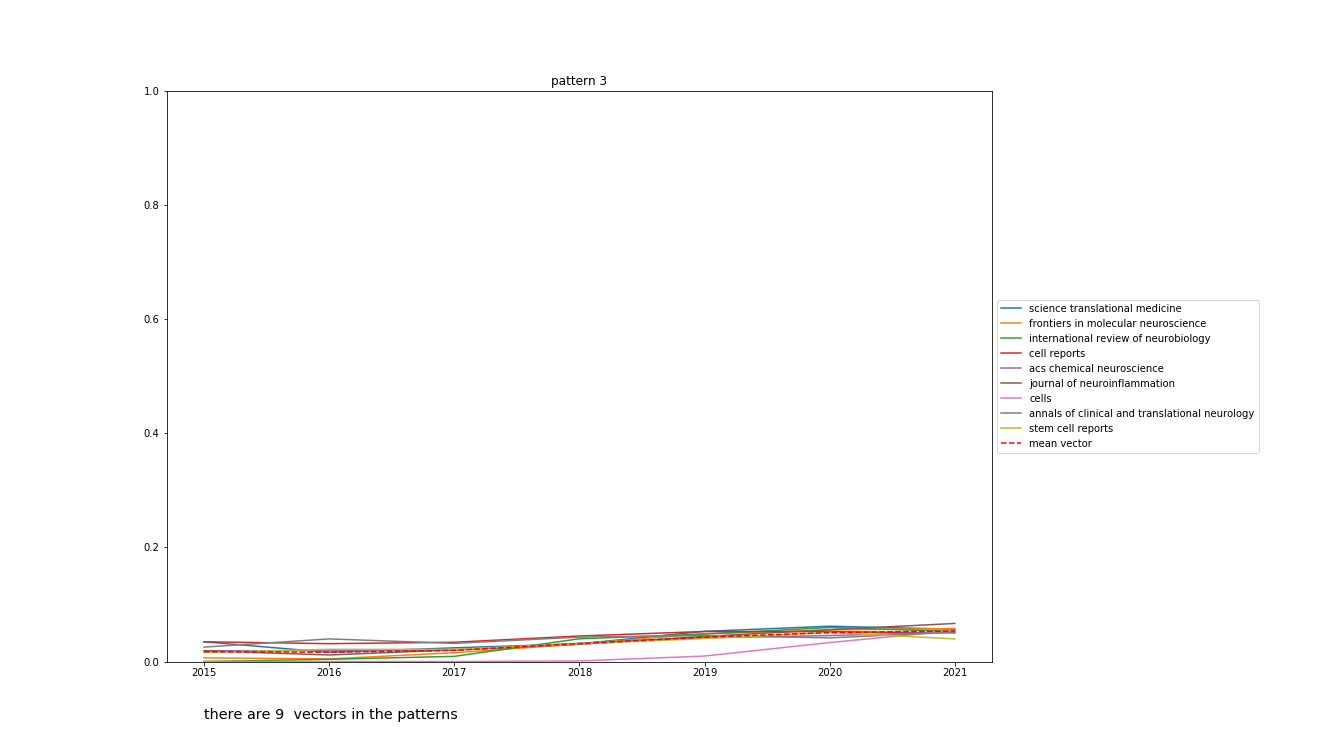 pattern 3
1.0
0.8
0.6
0.4
0.2
0.0
2015 2016 2017 2018 2019 2020 2021
science translational medicine
frontiers in molecular neuroscience
international review of neurobiology
cell reports
acs chemical neuroscience
journal of neuroinflammation
cells
annals of clinical and translational neurology
stem cell reports
mean vector
there are 9  vectors in the patterns